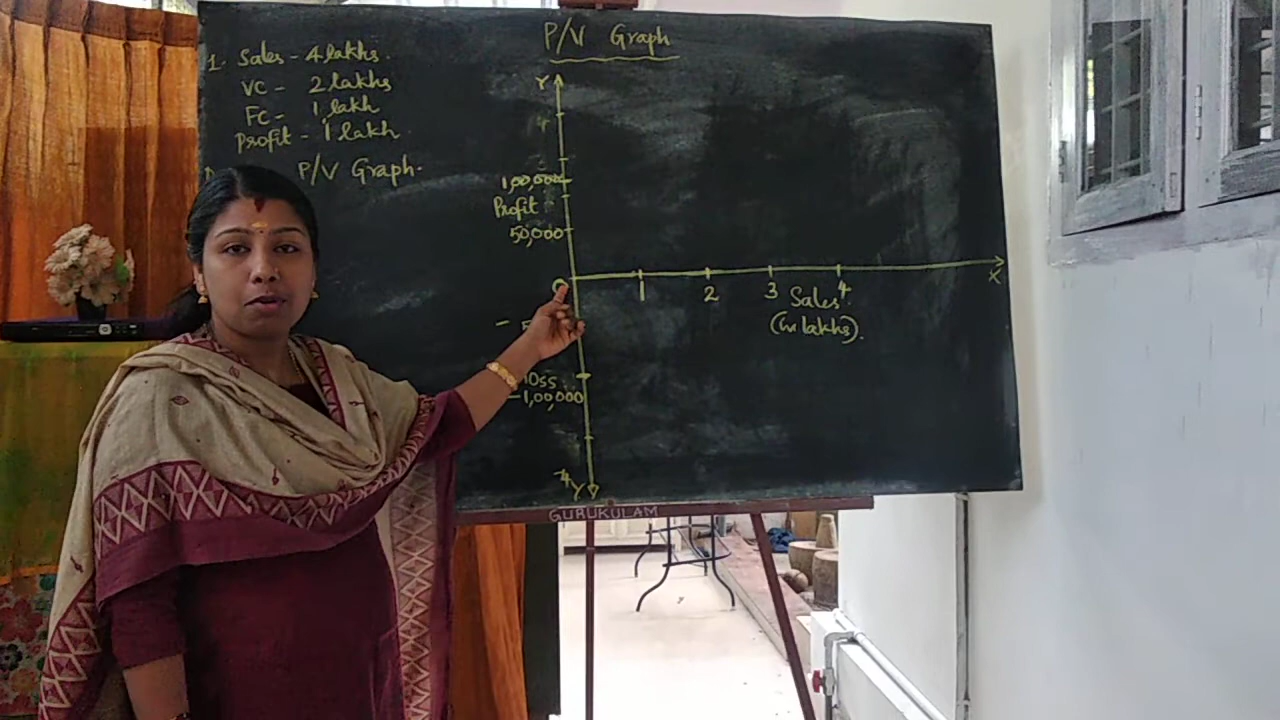 P/V Graph
1. Sales - 4 lakhs.
VC - 2 lakhs
FC - 1 lakh
Profit - 1 lakh.
P/V Graph.
Y
1,00,000
Profit
50,000
O
1 2 3 4
X
Sales
(in lakhs).
-
loss
-1,00,000
Y
GURUKULAM